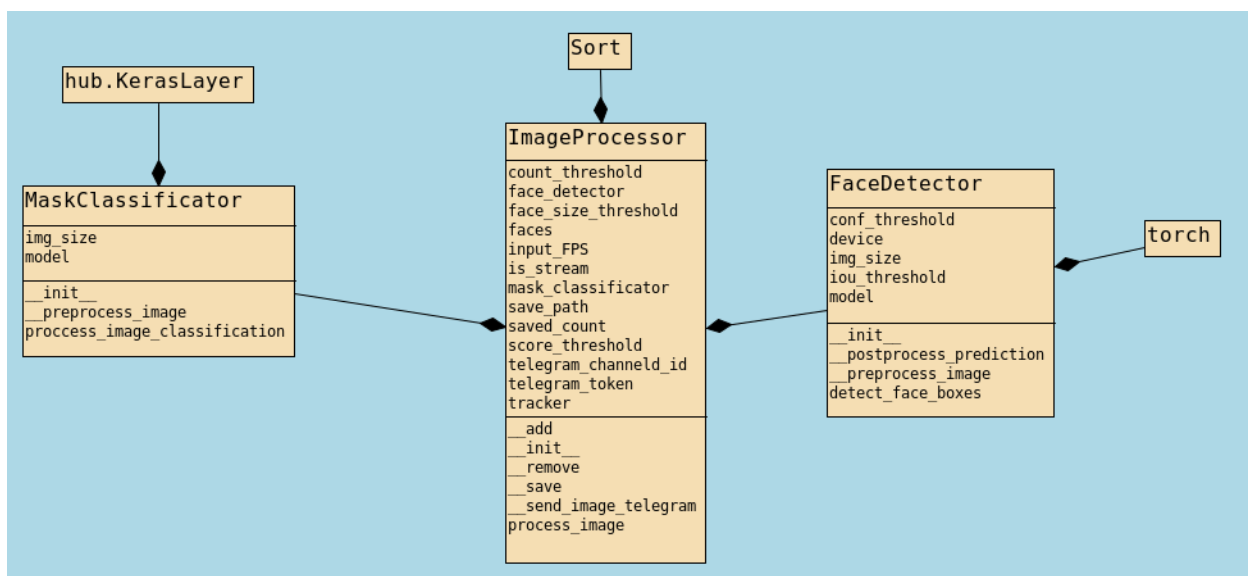 hub.KerasLayer
MaskClassificator
img_size
model
__init__
__preprocess_image
proccess_image_classification
Sort
ImageProcessor
count_threshold
face_detector
face_size_threshold
faces
input_FPS
is_stream
mask_classificator
save_path
saved_count
score_threshold
telegram_channeld_id
telegram_token
tracker
__add
__init__
__remove
__save
__send_image_telegram
process_image
FaceDetector
conf_threshold
device
img_size
iou_threshold
model
__init__
__postprocess_prediction
__preprocess_image
detect_face_boxes
torch